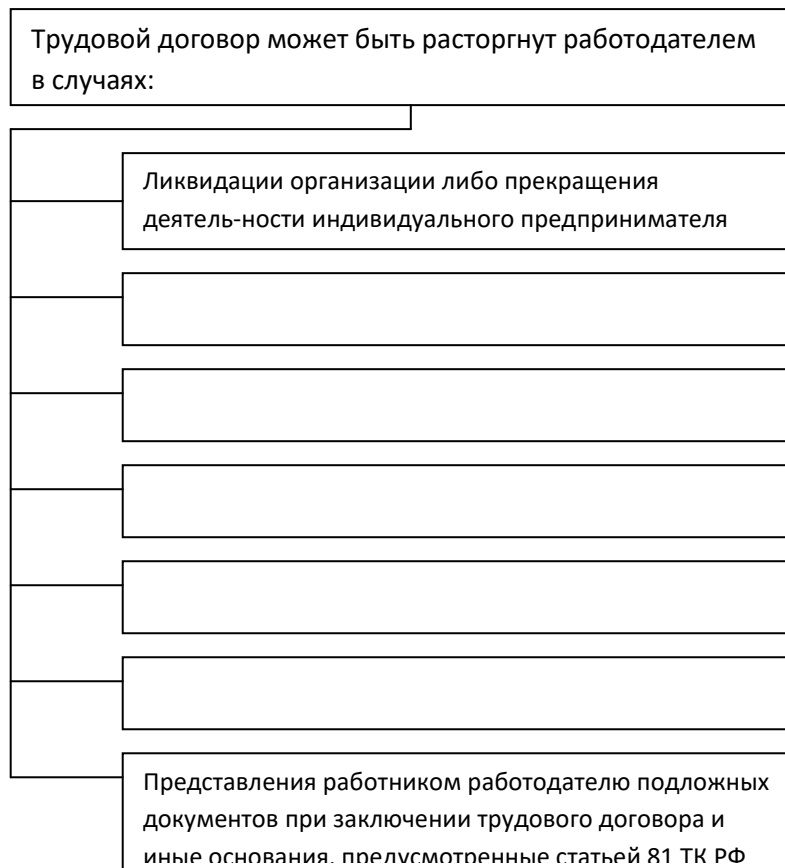 Трудовой договор может быть расторгнут работодателем
в случаях:
Ликвидации организации либо прекращения
деятель-ности индивидуального предпринимателя
Представления работником работодателю подложных
документов при заключении трудового договора и
иные основания, предусмотренные статьей 81 ТК РФ